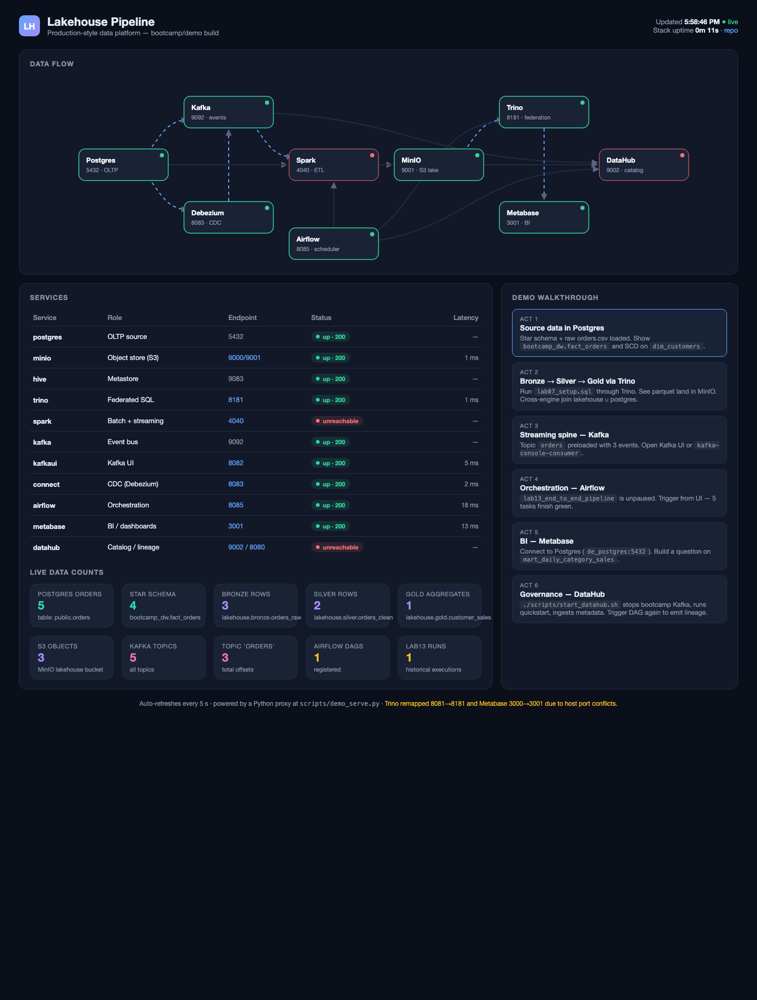 LH
Lakehouse Pipeline
Production-style data platform — bootcamp/demo build
Updated 5:58:46 PM ● live
Stack uptime 0m 11s · repo
DATA FLOW
Kafka
9092 · events
Trino
8181 · federation
Postgres
5432 · OLTP
Spark
4040 · ETL
MinIO
9001 · S3 lake
DataHub
9002 · catalog
Debezium
8083 · CDC
Metabase
3001 · BI
Airflow
8085 · scheduler
SERVICES
Service Role Endpoint Status Latency
postgres OLTP source 5432 up · 200 —
minio Object store (S3) 9000/9001 up · 200 1 ms
hive Metastore 9083 up · 200 —
trino Federated SQL 8181 up · 200 1 ms
spark Batch + streaming 4040 unreachable —
kafka Event bus 9092 up · 200 —
kafkaui Kafka UI 8082 up · 200 5 ms
connect CDC (Debezium) 8083 up · 200 2 ms
airflow Orchestration 8085 up · 200 18 ms
metabase BI / dashboards 3001 up · 200 13 ms
datahub Catalog / lineage 9002 / 8080 unreachable —
LIVE DATA COUNTS
POSTGRES ORDERS
5
table: public.orders
STAR SCHEMA
4
bootcamp_dw.fact_orders
BRONZE ROWS
3
lakehouse.bronze.orders_raw
SILVER ROWS
2
lakehouse.silver.orders_clean
GOLD AGGREGATES
1
lakehouse.gold.customer_sales
S3 OBJECTS
3
MinIO lakehouse bucket
KAFKA TOPICS
5
all topics
TOPIC 'ORDERS'
3
total offsets
AIRFLOW DAGS
1
registered
LAB13 RUNS
1
historical executions
DEMO WALKTHROUGH
ACT 1
Source data in Postgres
Star schema + raw orders.csv loaded. Show
bootcamp_dw.fact_orders and SCD on dim_customers.
ACT 2
Bronze → Silver → Gold via Trino
Run lab07_setup.sql through Trino. See parquet land in MinIO.
Cross-engine join lakehouse ∪ postgres.
ACT 3
Streaming spine — Kafka
Topic orders preloaded with 3 events. Open Kafka UI or kafka-
console-consumer.
ACT 4
Orchestration — Airflow
lab13_end_to_end_pipeline is unpaused. Trigger from UI — 5
tasks finish green.
ACT 5
BI — Metabase
Connect to Postgres (de_postgres:5432). Build a question on
mart_daily_category_sales.
ACT 6
Governance — DataHub
./scripts/start_datahub.sh stops bootcamp Kafka, runs
quickstart, ingests metadata. Trigger DAG again to emit lineage.
Auto-refreshes every 5 s · powered by a Python proxy at scripts/demo_serve.py · Trino remapped 8081→8181 and Metabase 3000→3001 due to host port conflicts.